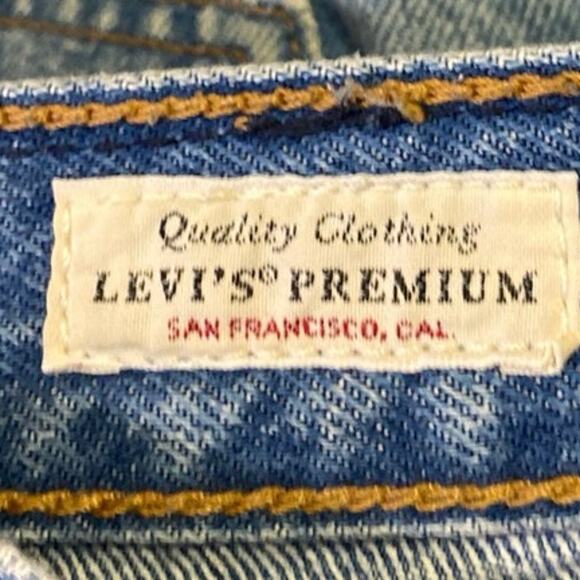 Quality Clothing
LEVI'S® PREMIUM
SAN FRANCISCO, CAL.